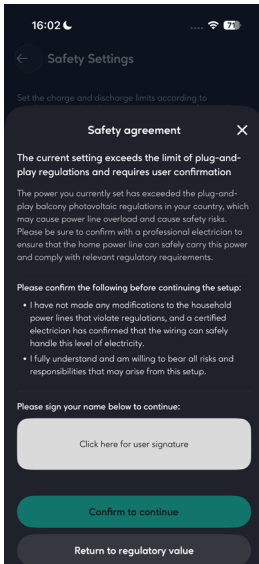 16:02
71
Safety Settings
Set the charge and discharge limits according to
Safety agreement
The current setting exceeds the limit of plug-and-
play regulations and requires user confirmation
The power you currently set has exceeded the plug-and-
play balcony photovoltaic regulations in your country, which
may cause power line overload and cause safety risks.
Please be sure to confirm with a professional electrician to
ensure that the home power line can safely carry this power
and comply with relevant regulatory requirements.
Please confirm the following before continuing the setup:
• I have not made any modifications to the household
power lines that violate regulations, and a certified
electrician has confirmed that the wiring can safely
handle this level of electricity.
• I fully understand and am willing to bear all risks and
responsibilities that may arise from this setup.
Please sign your name below to continue:
Click here for user signature
Confirm to continue
Return to regulatory value